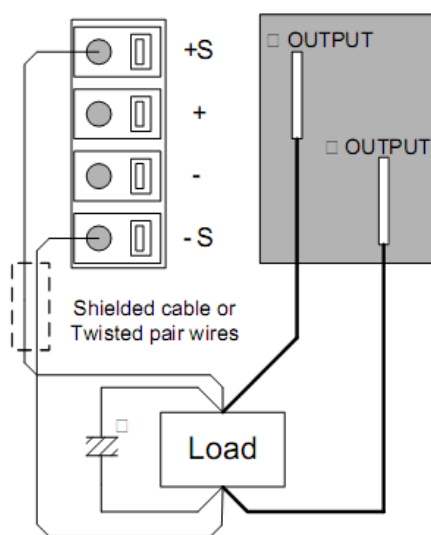 +S
□ OUTPUT
+
□ OUTPUT
-
- S
Shielded cable or
Twisted pair wires
□
Load